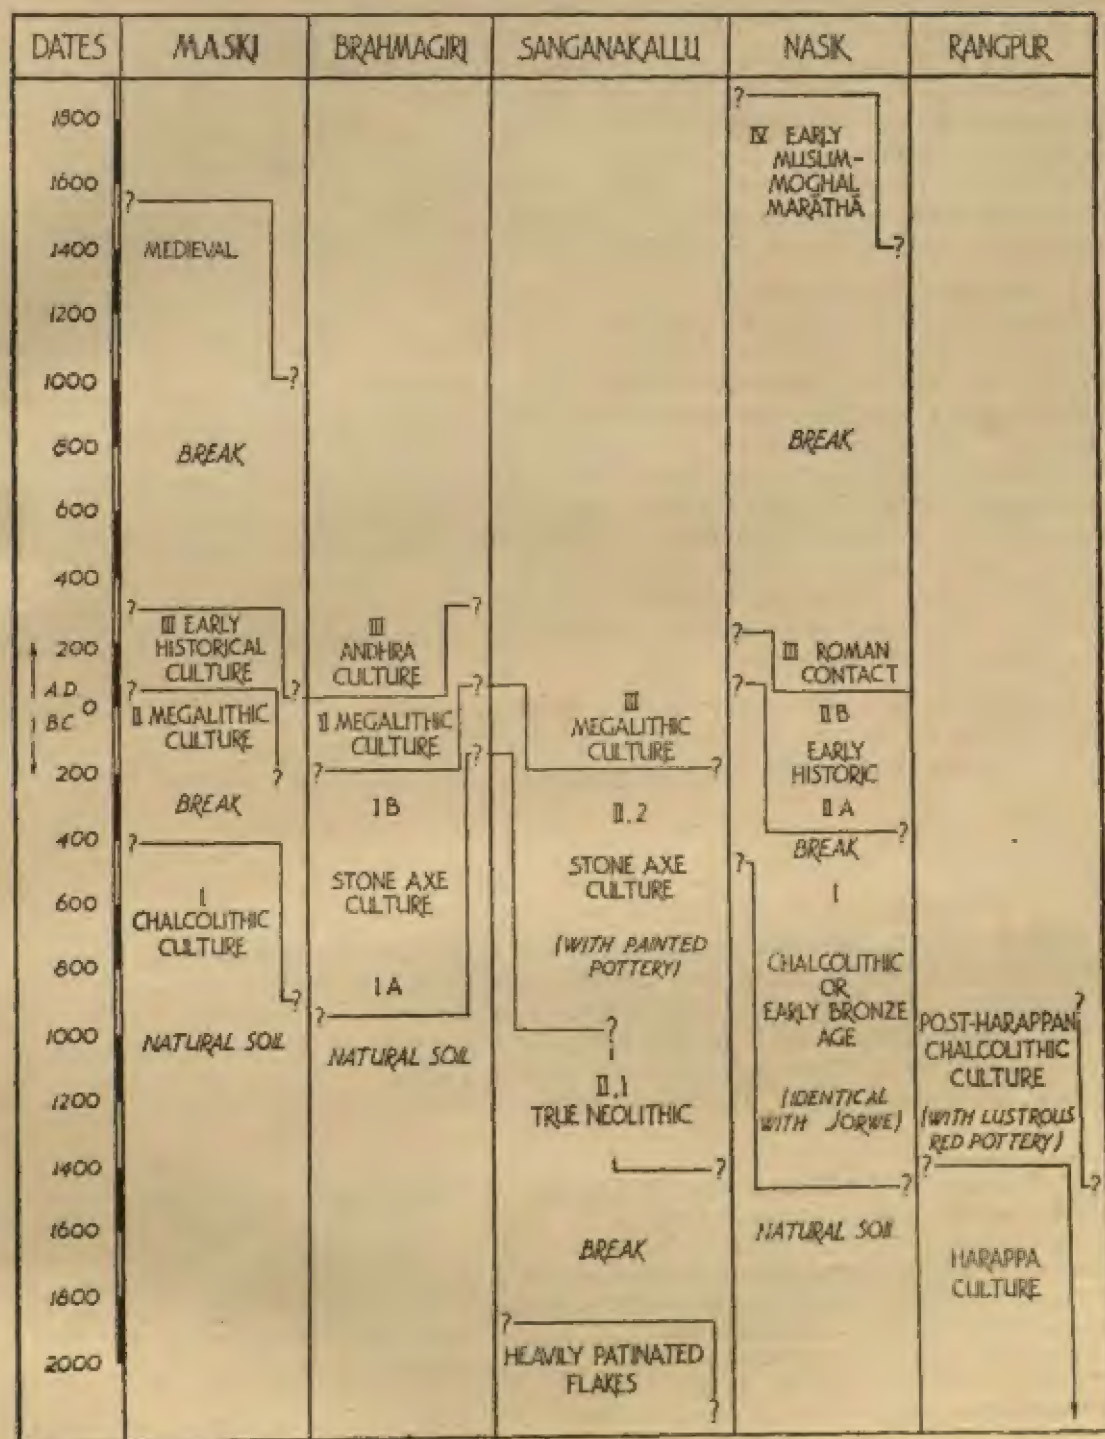 DATES
MASKI
BRAHMAGIRI
SANGANAKALLU
NASIK
RANGPUR
1800
1600
1400
1200
1000
800
600
400
200
A.D.
0
B.C
200
400
600
800
1000
1200
1400
1600
1800
2000
?
MEDIEVAL
?
BREAK
?
III EARLY
HISTORICAL
CULTURE
?
?
II MEGALITHIC
CULTURE
?
BREAK
?
I
CHALCOLITHIC
CULTURE
?
NATURAL SOIL
?
III
ANDHRA
CULTURE
?
II MEGALITHIC
CULTURE
?
?
I B
STONE AXE
CULTURE
I A
?
NATURAL SOIL
III
MEGALITHIC
CULTURE
?
II.2
STONE AXE
CULTURE
(WITH PAINTED
POTTERY)
?
II.1
TRUE NEOLITHIC
?
BREAK
?
HEAVILY PATINATED
FLAKES
?
?
IV EARLY
MUSLIM-
MOGHAL
MARĀTHĀ
?
BREAK
?
III ROMAN
CONTACT
?
II B
EARLY
HISTORIC
II A
?
BREAK
?
I
CHALCOLITHIC
OR
EARLY BRONZE
AGE
(IDENTICAL
WITH JORWE)
?
NATURAL SOIL
?
POST-HARAPPAN
CHALCOLITHIC
CULTURE
(WITH LUSTROUS
RED POTTERY)
?
?
HARAPPA
CULTURE